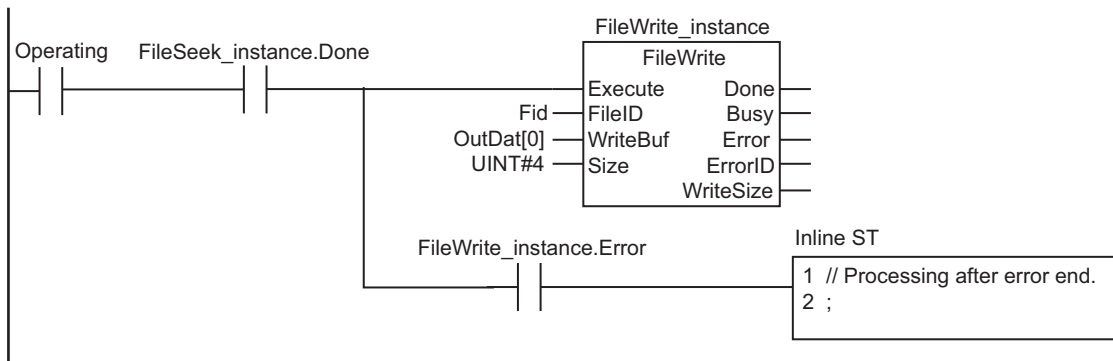 FileWrite_instance
Operating
FileSeek_instance.Done
FileWrite
Execute Done
Fid FileID Busy
OutDat[0] WriteBuf Error
UINT#4 Size ErrorID
WriteSize
FileWrite_instance.Error
Inline ST
1 // Processing after error end.
2 ;